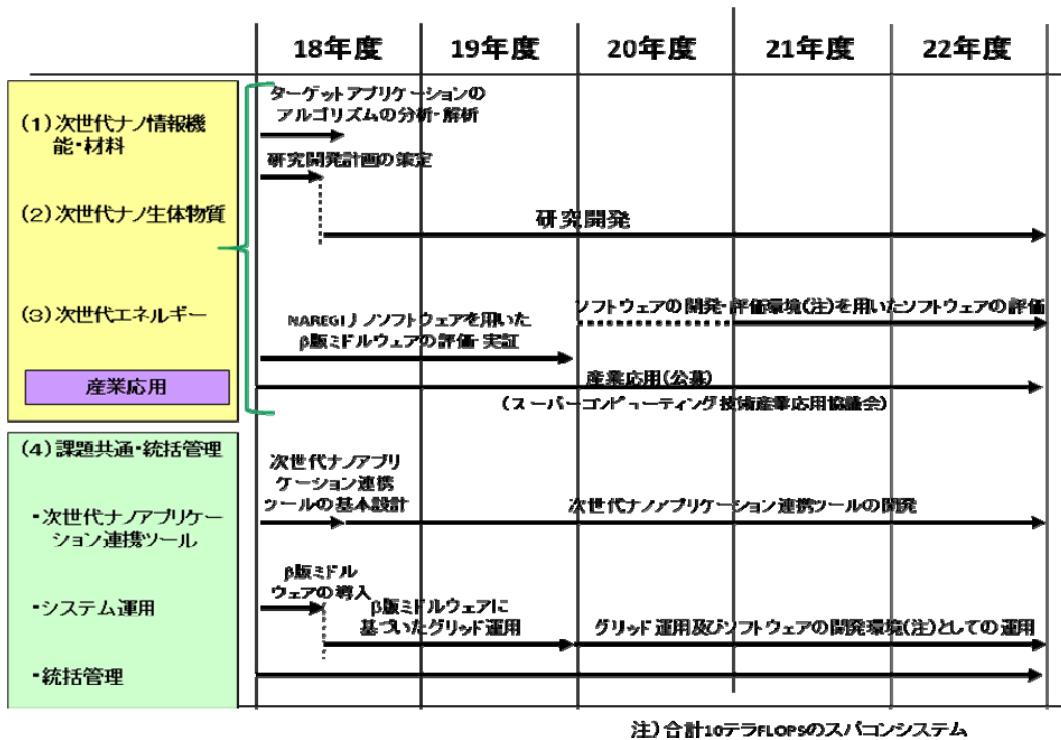 18年度 19年度 20年度 21年度 22年度
(1)次世代ナノ情報機
能・材料
ターゲットアプリケーションの
アルゴリズムの分析・解析
研究開発計画の策定
(2)次世代ナノ生体物質
研究開発
(3)次世代エネルギー
ソフトウェアの開発・評価環境(注)を用いたソフトウェアの評価
NAREGIナノソフトウェアを用いた
β版ミドルウェアの評価・実証
産業応用
産業応用(公募)
(スーパーコンピューティング技術産業応用協議会)
(4)課題共通・統括管理
次世代ナノアプリ
ケーション連携
ツールの基本設計
・次世代ナノアプリケー
ション連携ツール
次世代ナノアプリケーション連携ツールの開発
β版ミドル
ウェアの導入
・システム運用
β版ミドルウェアに
基づいたグリッド運用
グリッド運用及びソフトウェアの開発環境(注)としての運用
・統括管理
注)合計10テラFLOPSのスパコンシステム